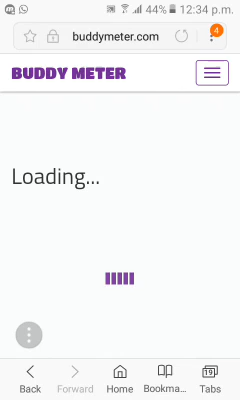 44% 12:34 p.m.
buddymeter.com
4
BUDDY METER
Loading...
Back Forward Home Bookma... Tabs
19